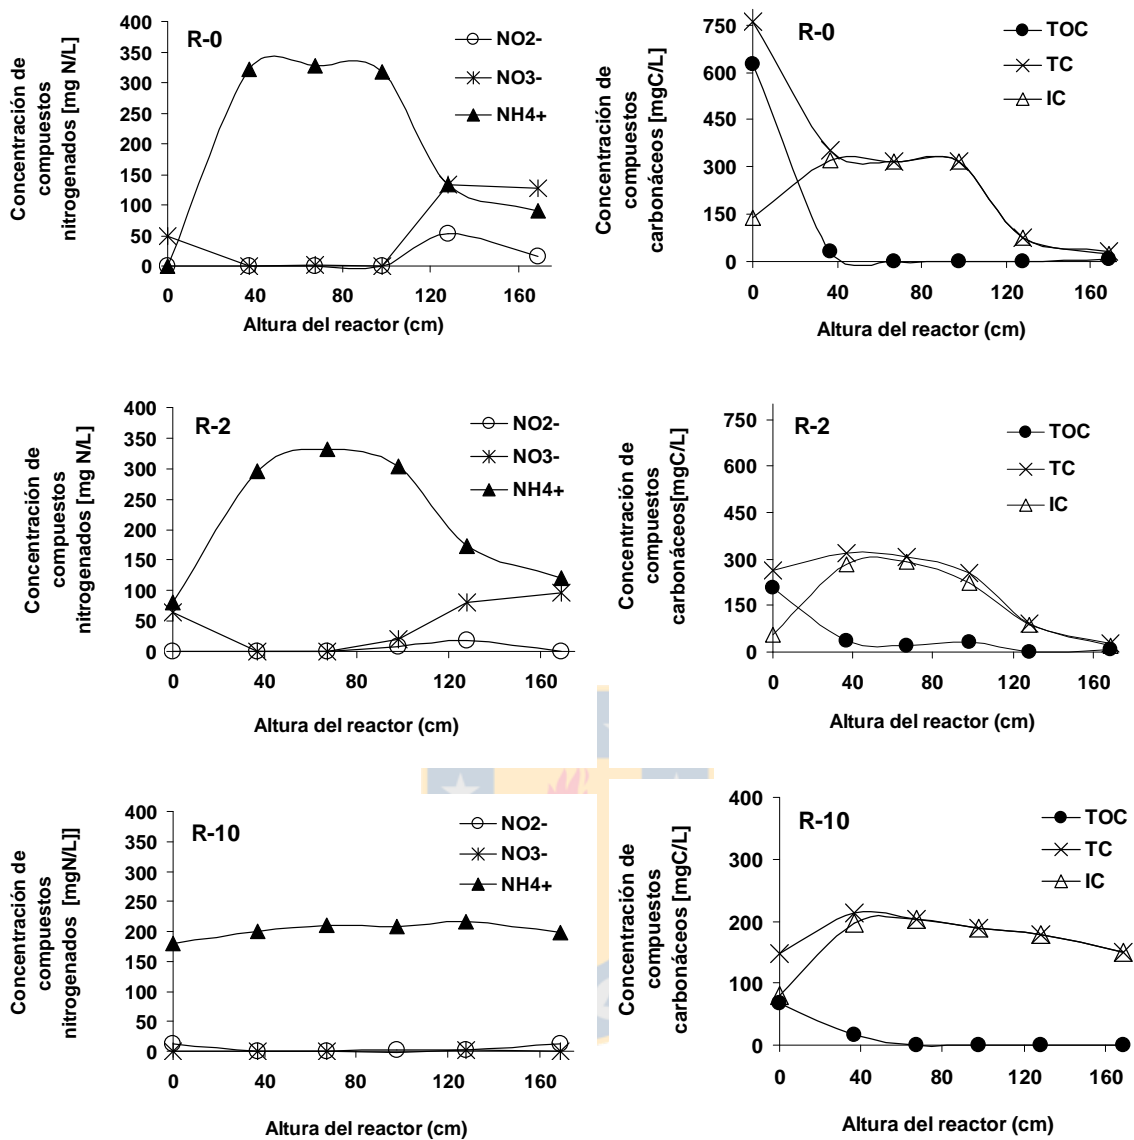 Concentración de
compuestos
nitrogenados [mg N/L]
400
350
300
250
200
150
100
50
0
R-0
NO2-
NO3-
NH4+
0
40
80
120
160
Altura del reactor (cm)
Concentración de
compuestos
carbonáceos [mgC/L]
750
600
450
300
150
0
R-0
TOC
TC
IC
0
40
80
120
160
Altura del reactor (cm)
Concentración de
compuestos
nitrogenados [mg N/L]
400
350
300
250
200
150
100
50
0
R-2
NO2-
NO3-
NH4+
0
40
80
120
160
Altura del reactor (cm)
Concentración de
compuestos
carbonáceos[mgC/L]
750
600
450
300
150
0
R-2
TOC
TC
IC
0
40
80
120
160
Altura del reactor (cm)
Concentración de
compuestos
nitrogenados [mgN/L]]
400
350
300
250
200
150
100
50
0
R-10
NO2-
NO3-
NH4+
0
40
80
120
160
Altura del reactor (cm)
Concentración de
compuestos
carbonáceos [mgC/L]
400
300
200
100
0
R-10
TOC
TC
IC
0
40
80
120
160
Altura del reactor (cm)